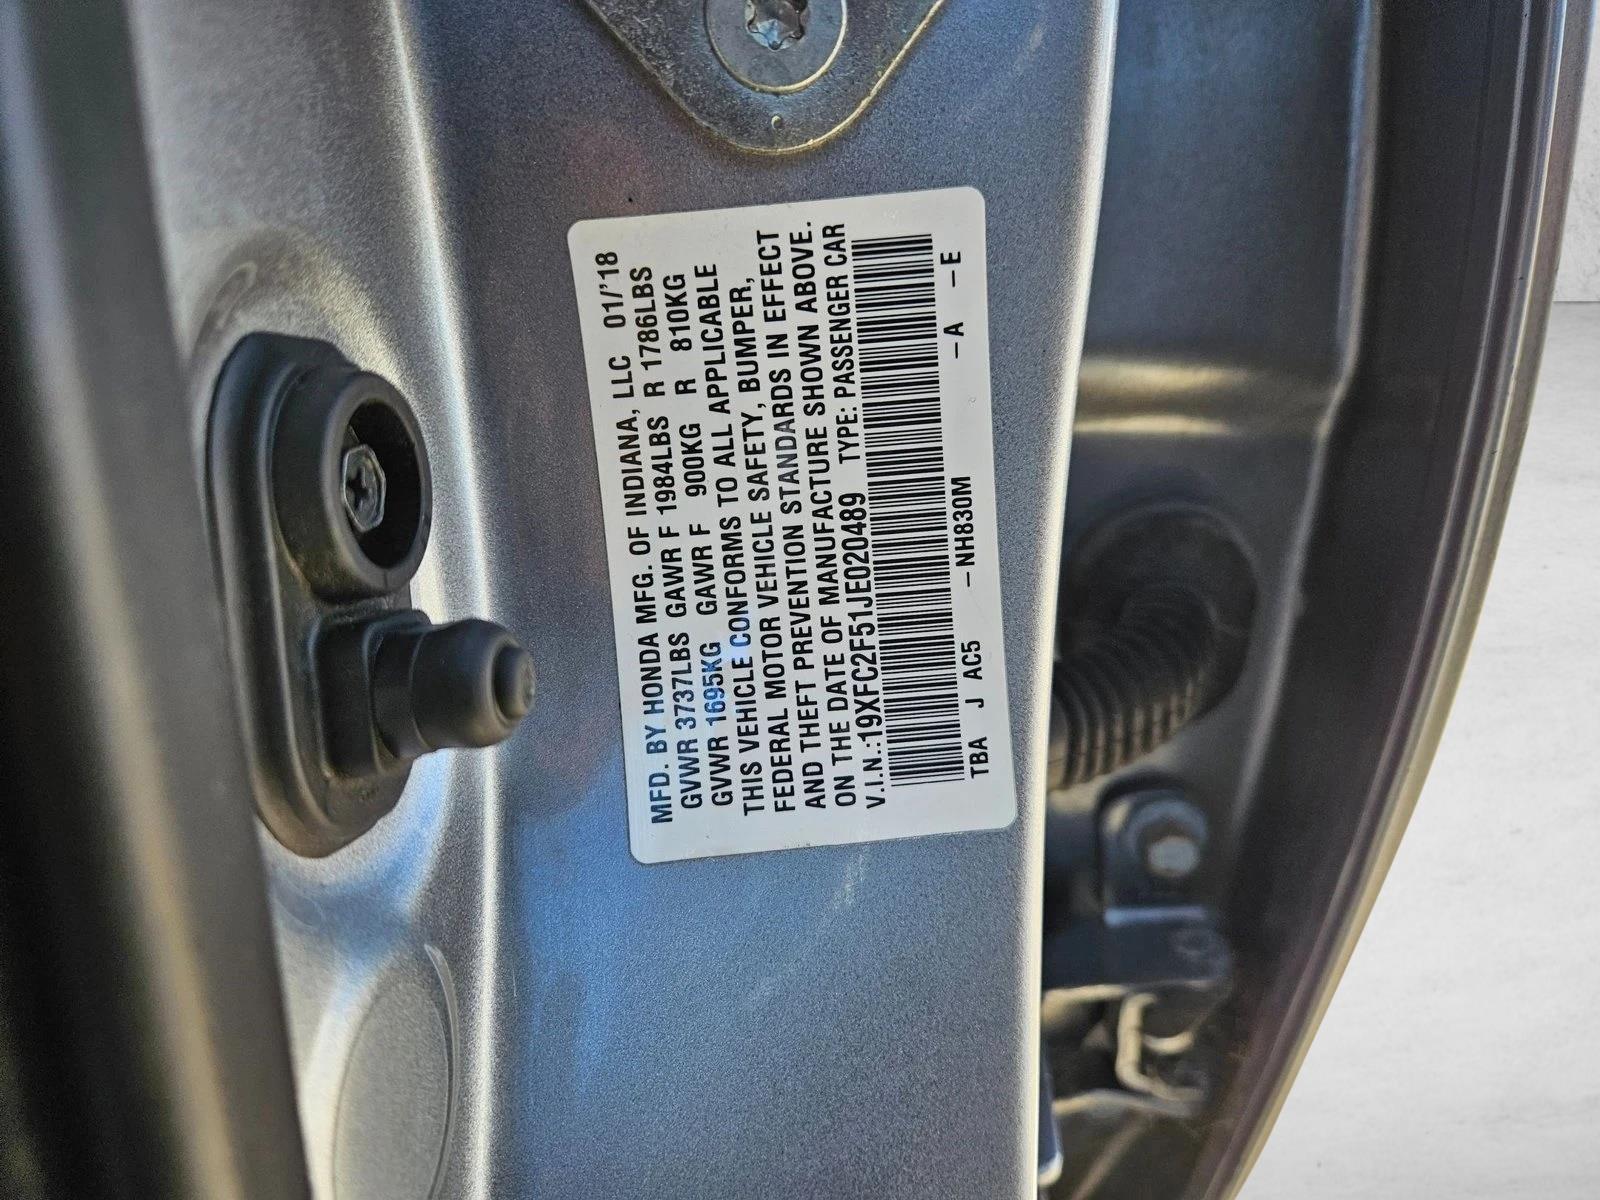 MFD. BY HONDA MFG. OF INDIANA, LLC 01/'18
GVWR 3737LBS GAWR F 1984LBS R 1786LBS
GVWR 1695KG GAWR F 900KG R 810KG
THIS VEHICLE CONFORMS TO ALL APPLICABLE
FEDERAL MOTOR VEHICLE SAFETY, BUMPER,
AND THEFT PREVENTION STANDARDS IN EFFECT
ON THE DATE OF MANUFACTURE SHOWN ABOVE.
V.I.N.:19XFC2F51JE020489 TYPE: PASSENGER CAR
TBA J AC5 – NH830M – A – E